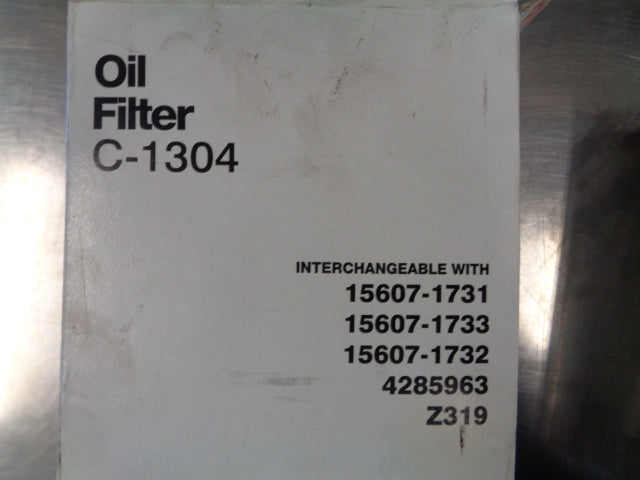 Oil
Filter
C-1304
INTERCHANGEABLE WITH
15607-1731
15607-1733
15607-1732
4285963
Z319